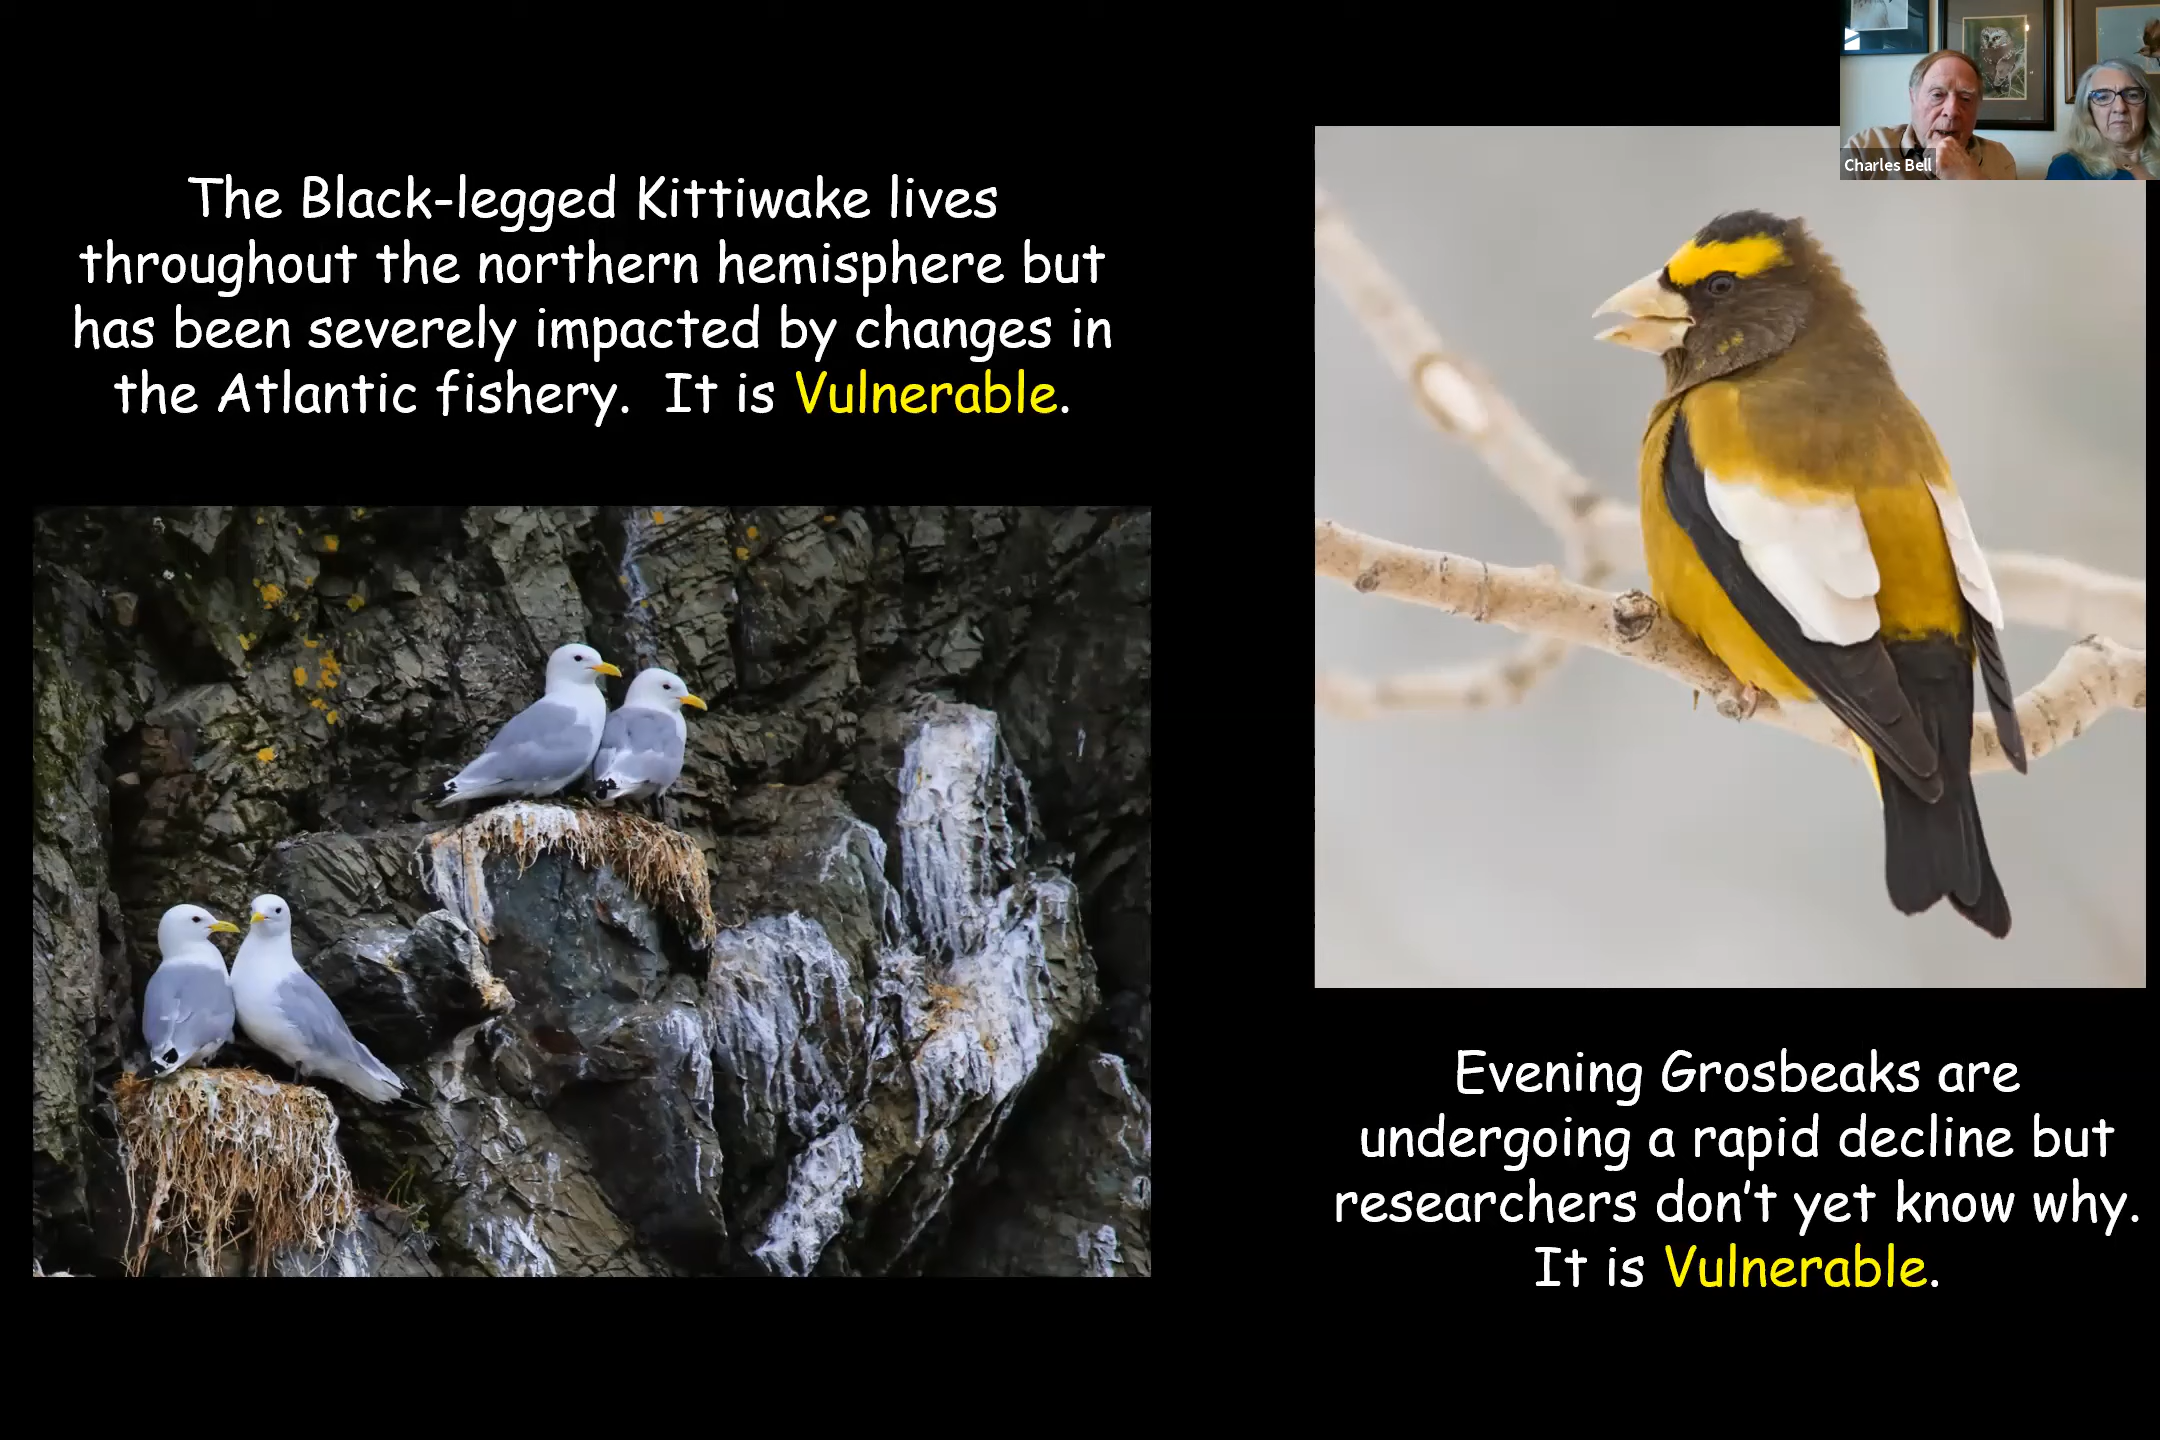 The Black-legged Kittiwake lives
throughout the northern hemisphere but
has been severely impacted by changes in
the Atlantic fishery. It is Vulnerable.
Charles Bell
Evening Grosbeaks are
undergoing a rapid decline but
researchers don't yet know why.
It is Vulnerable.